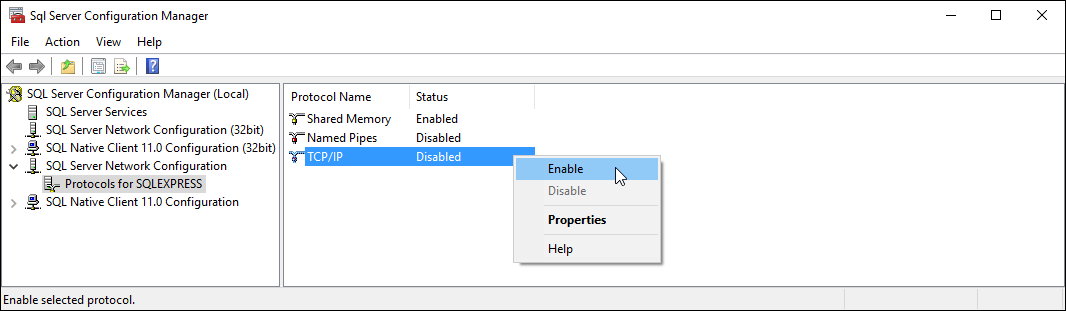 Sql Server Configuration Manager
File Action View Help
SQL Server Configuration Manager (Local)
SQL Server Services
SQL Server Network Configuration (32bit)
SQL Native Client 11.0 Configuration (32bit)
SQL Server Network Configuration
Protocols for SQLEXPRESS
SQL Native Client 11.0 Configuration
Protocol Name Status
Shared Memory Enabled
Named Pipes Disabled
TCP/IP Disabled
Enable
Disable
Properties
Help
Enable selected protocol.